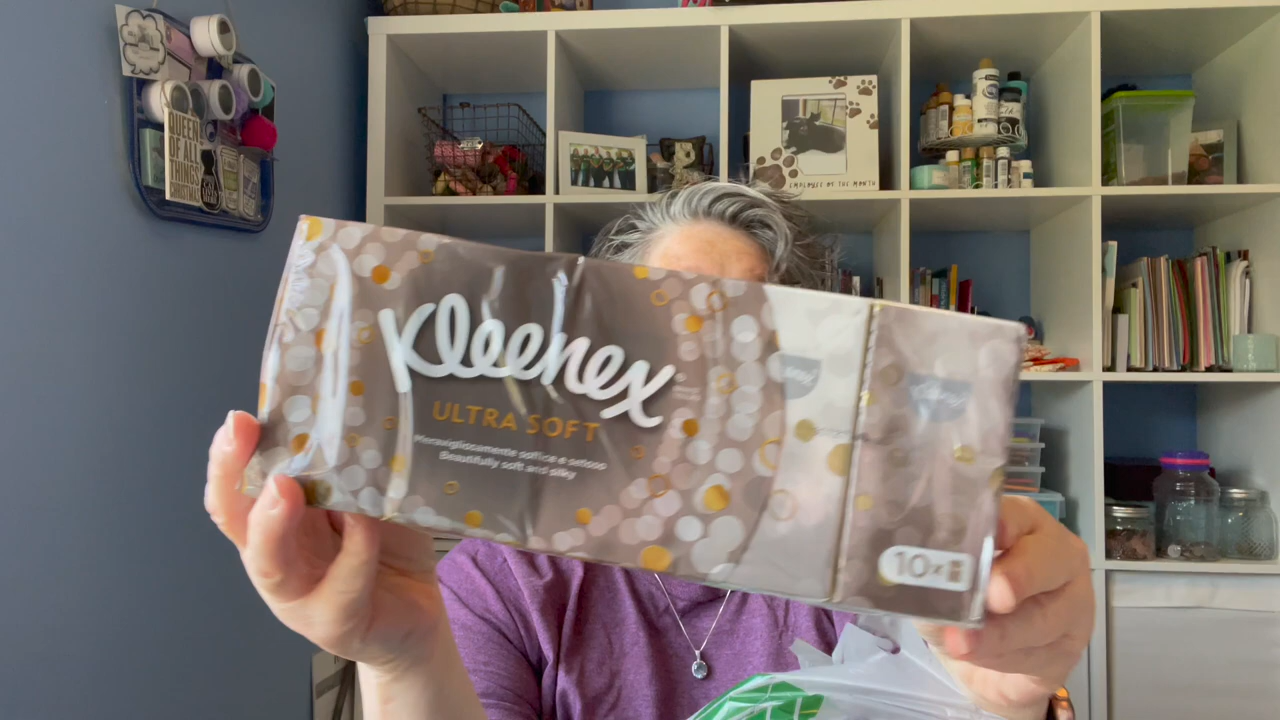 QUEEN
OF ALL
THINGS
CREATIVE
EMPLOYEE OF THE MONTH
Kleenex
ULTRA SOFT
Meravigliosamente soffice e setoso
Beautifully soft and silky
10x